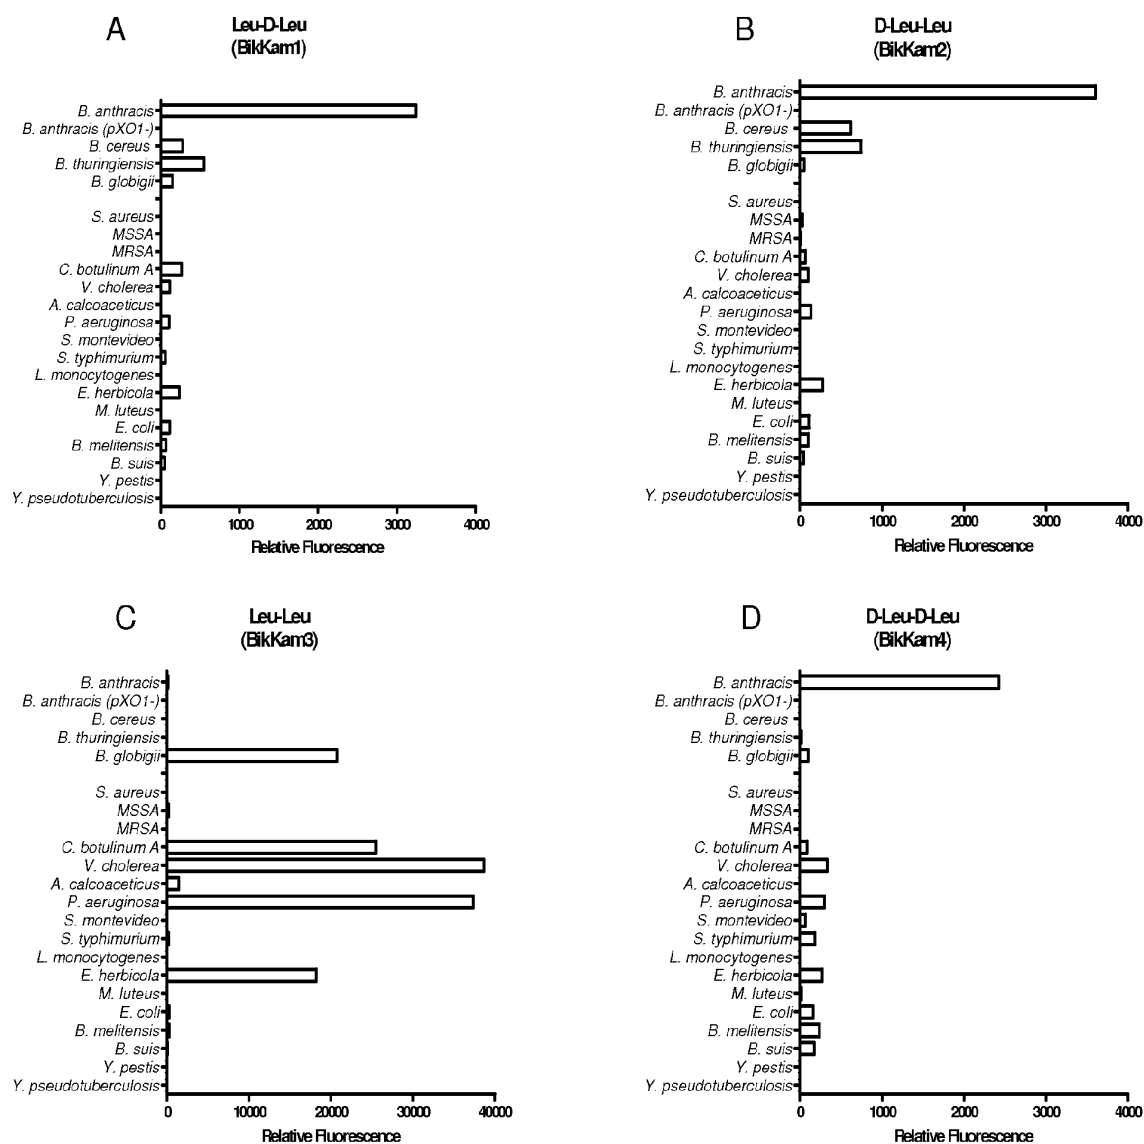 A
Leu-D-Leu
(BikKam1)
B. anthracis
B. anthracis (pXO1-)
B. cereus
B. thuringiensis
B. globigii
S. aureus
MSSA
MRSA
C. botulinum A
V. cholerea
A. calcoaceticus
P. aeruginosa
S. montevideo
S. typhimurium
L. monocytogenes
E. herbicola
M. luteus
E. coli
B. melitensis
B. suis
Y. pestis
Y. pseudotuberculosis
0 1000 2000 3000 4000
Relative Fluorescence
B
D-Leu-Leu
(BikKam2)
B. anthracis
B. anthracis (pXO1-)
B. cereus
B. thuringiensis
B. globigii
S. aureus
MSSA
MRSA
C. botulinum A
V. cholerea
A. calcoaceticus
P. aeruginosa
S. montevideo
S. typhimurium
L. monocytogenes
E. herbicola
M. luteus
E. coli
B. melitensis
B. suis
Y. pestis
Y. pseudotuberculosis
0 1000 2000 3000 4000
Relative Fluorescence
C
Leu-Leu
(BikKam3)
B. anthracis
B. anthracis (pXO1-)
B. cereus
B. thuringiensis
B. globigii
S. aureus
MSSA
MRSA
C. botulinum A
V. cholerea
A. calcoaceticus
P. aeruginosa
S. montevideo
S. typhimurium
L. monocytogenes
E. herbicola
M. luteus
E. coli
B. melitensis
B. suis
Y. pestis
Y. pseudotuberculosis
0 10000 20000 30000 40000
Relative Fluorescence
D
D-Leu-D-Leu
(BikKam4)
B. anthracis
B. anthracis (pXO1-)
B. cereus
B. thuringiensis
B. globigii
S. aureus
MSSA
MRSA
C. botulinum A
V. cholerea
A. calcoaceticus
P. aeruginosa
S. montevideo
S. typhimurium
L. monocytogenes
E. herbicola
M. luteus
E. coli
B. melitensis
B. suis
Y. pestis
Y. pseudotuberculosis
0 1000 2000 3000 4000
Relative Fluorescence